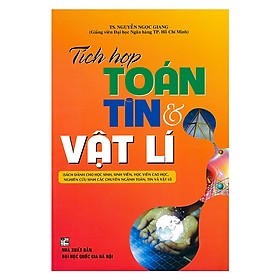 TS. NGUYỄN NGỌC GIANG
(Giảng viên Đại học Ngân hàng TP. Hồ Chí Minh)
Tích hợp
TOÁN
TIN &
VẬT LÍ
(SÁCH DÀNH CHO HỌC SINH, SINH VIÊN, HỌC VIÊN CAO HỌC,
NGHIÊN CỨU SINH CÁC CHUYÊN NGÀNH TOÁN, TIN VÀ VẬT LÍ)
NHÀ XUẤT BẢN
ĐẠI HỌC QUỐC GIA HÀ NỘI